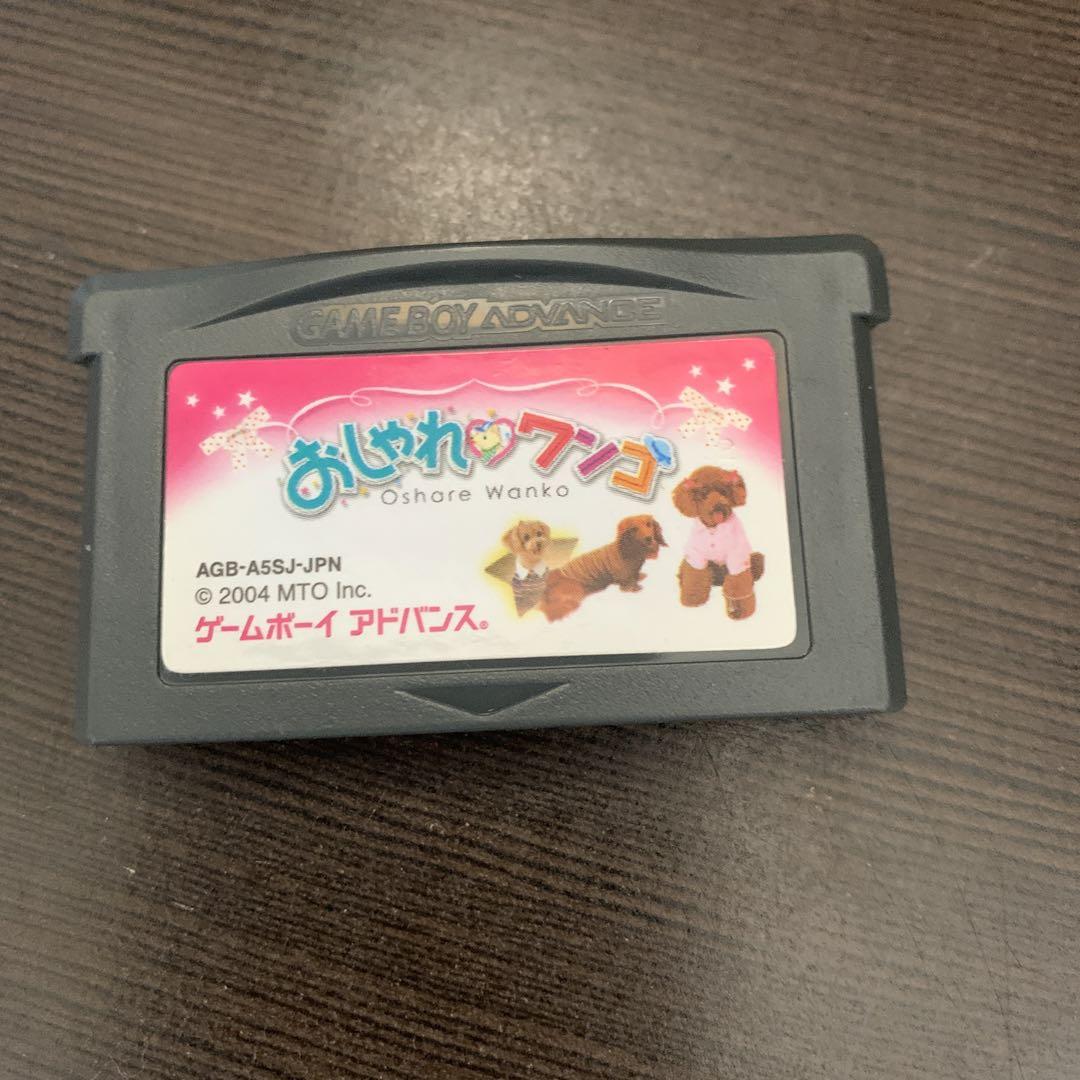 GAME BOY ADVANCE
おしゃれワンコ
Oshare Wanko
AGB-A5SJ-JPN
© 2004 MTO Inc.
ゲームボーイ アドバンス®